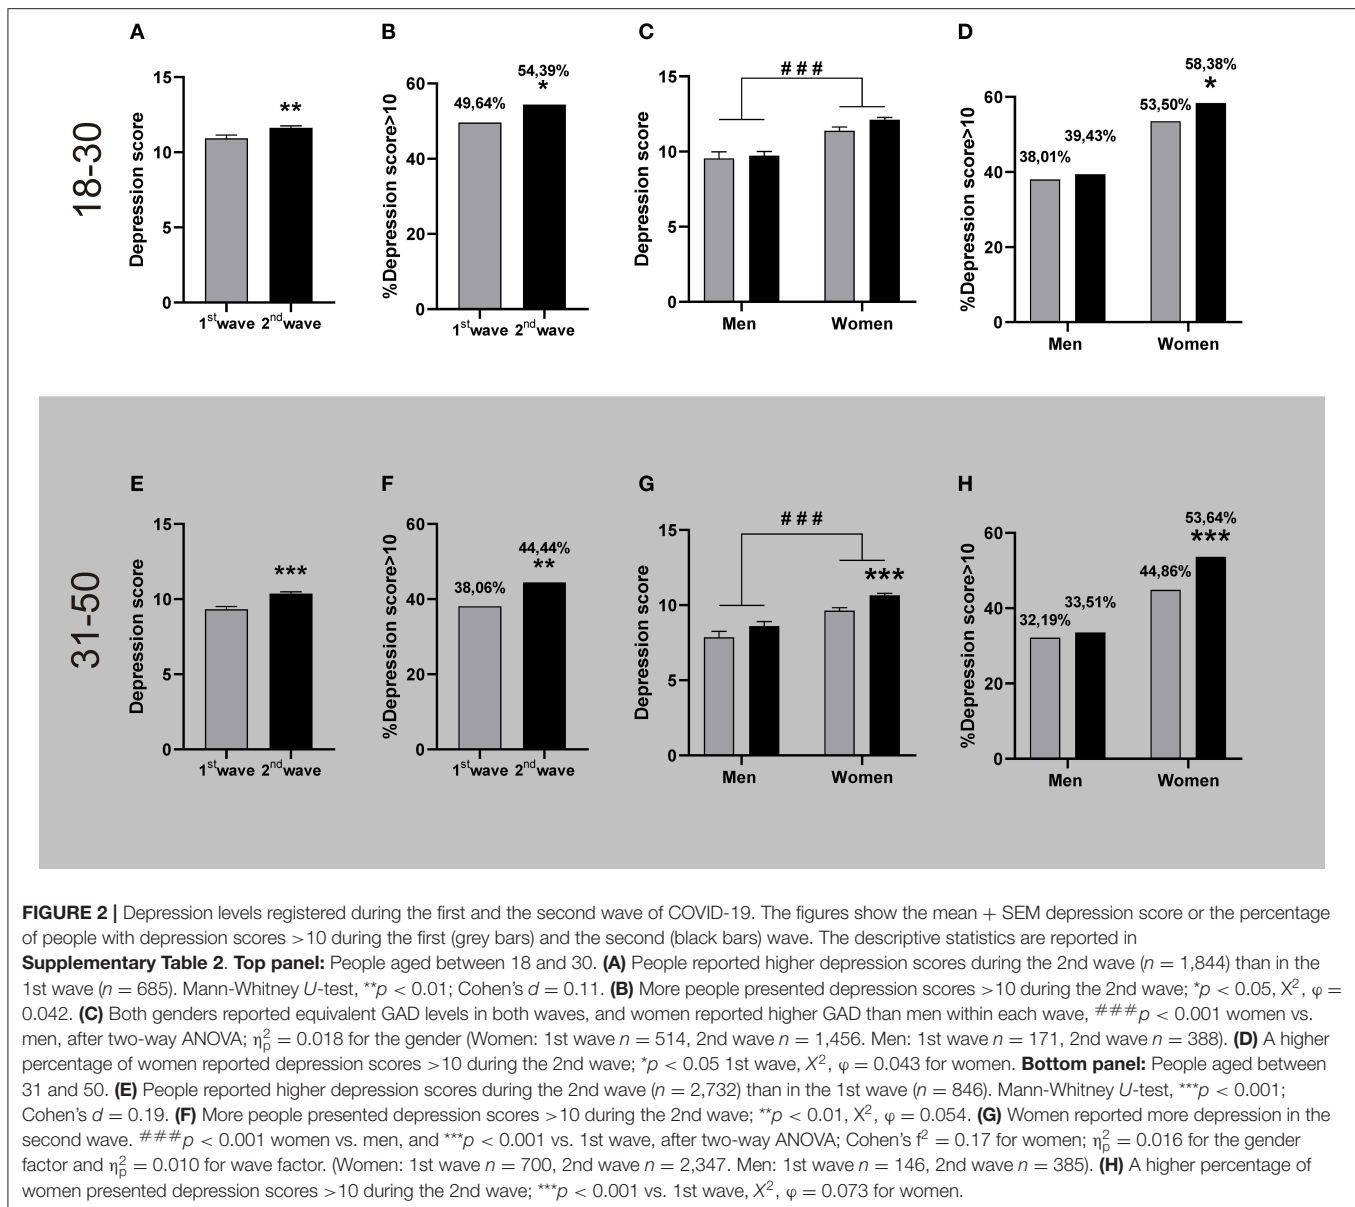 A
B
C
D
18-30
Depression score
15
10
5
0
**
1st wave 2nd wave
%Depression score>10
60
40
20
0
49,64%
54,39%
*
1st wave 2nd wave
Depression score
15
10
5
0
# # #
Men Women
%Depression score>10
60
40
20
0
38,01%
39,43%
53,50%
58,38%
*
Men Women
E
F
G
H
31-50
Depression score
15
10
5
0
***
1st wave 2nd wave
%Depression score>10
60
40
20
0
38,06%
44,44%
**
1st wave 2nd wave
Depression score
15
10
5
0
# # #
***
Men Women
%Depression score>10
60
40
20
0
32,19%
33,51%
44,86%
53,64%
***
Men Women
FIGURE 2 | Depression levels registered during the first and the second wave of COVID-19. The figures show the mean + SEM depression score or the percentage
of people with depression scores >10 during the first (grey bars) and the second (black bars) wave. The descriptive statistics are reported in
Supplementary Table 2. Top panel: People aged between 18 and 30. (A) People reported higher depression scores during the 2nd wave (n = 1,844) than in the
1st wave (n = 685). Mann-Whitney U-test, **p < 0.01; Cohen's d = 0.11. (B) More people presented depression scores >10 during the 2nd wave; *p < 0.05, X², φ =
0.042. (C) Both genders reported equivalent GAD levels in both waves, and women reported higher GAD than men within each wave, ###p < 0.001 women vs.
men, after two-way ANOVA; η²p = 0.018 for the gender (Women: 1st wave n = 514, 2nd wave n = 1,456. Men: 1st wave n = 171, 2nd wave n = 388). (D) A higher
percentage of women reported depression scores >10 during the 2nd wave; *p < 0.05 1st wave, X², φ = 0.043 for women. Bottom panel: People aged between
31 and 50. (E) People reported higher depression scores during the 2nd wave (n = 2,732) than in the 1st wave (n = 846). Mann-Whitney U-test, ***p < 0.001;
Cohen's d = 0.19. (F) More people presented depression scores >10 during the 2nd wave; **p < 0.01, X², φ = 0.054. (G) Women reported more depression in the
second wave. ###p < 0.001 women vs. men, and ***p < 0.001 vs. 1st wave, after two-way ANOVA; Cohen's f² = 0.17 for women; η²p = 0.016 for the gender
factor and η²p = 0.010 for wave factor. (Women: 1st wave n = 700, 2nd wave n = 2,347. Men: 1st wave n = 146, 2nd wave n = 385). (H) A higher percentage of
women presented depression scores >10 during the 2nd wave; ***p < 0.001 vs. 1st wave, X², φ = 0.073 for women.